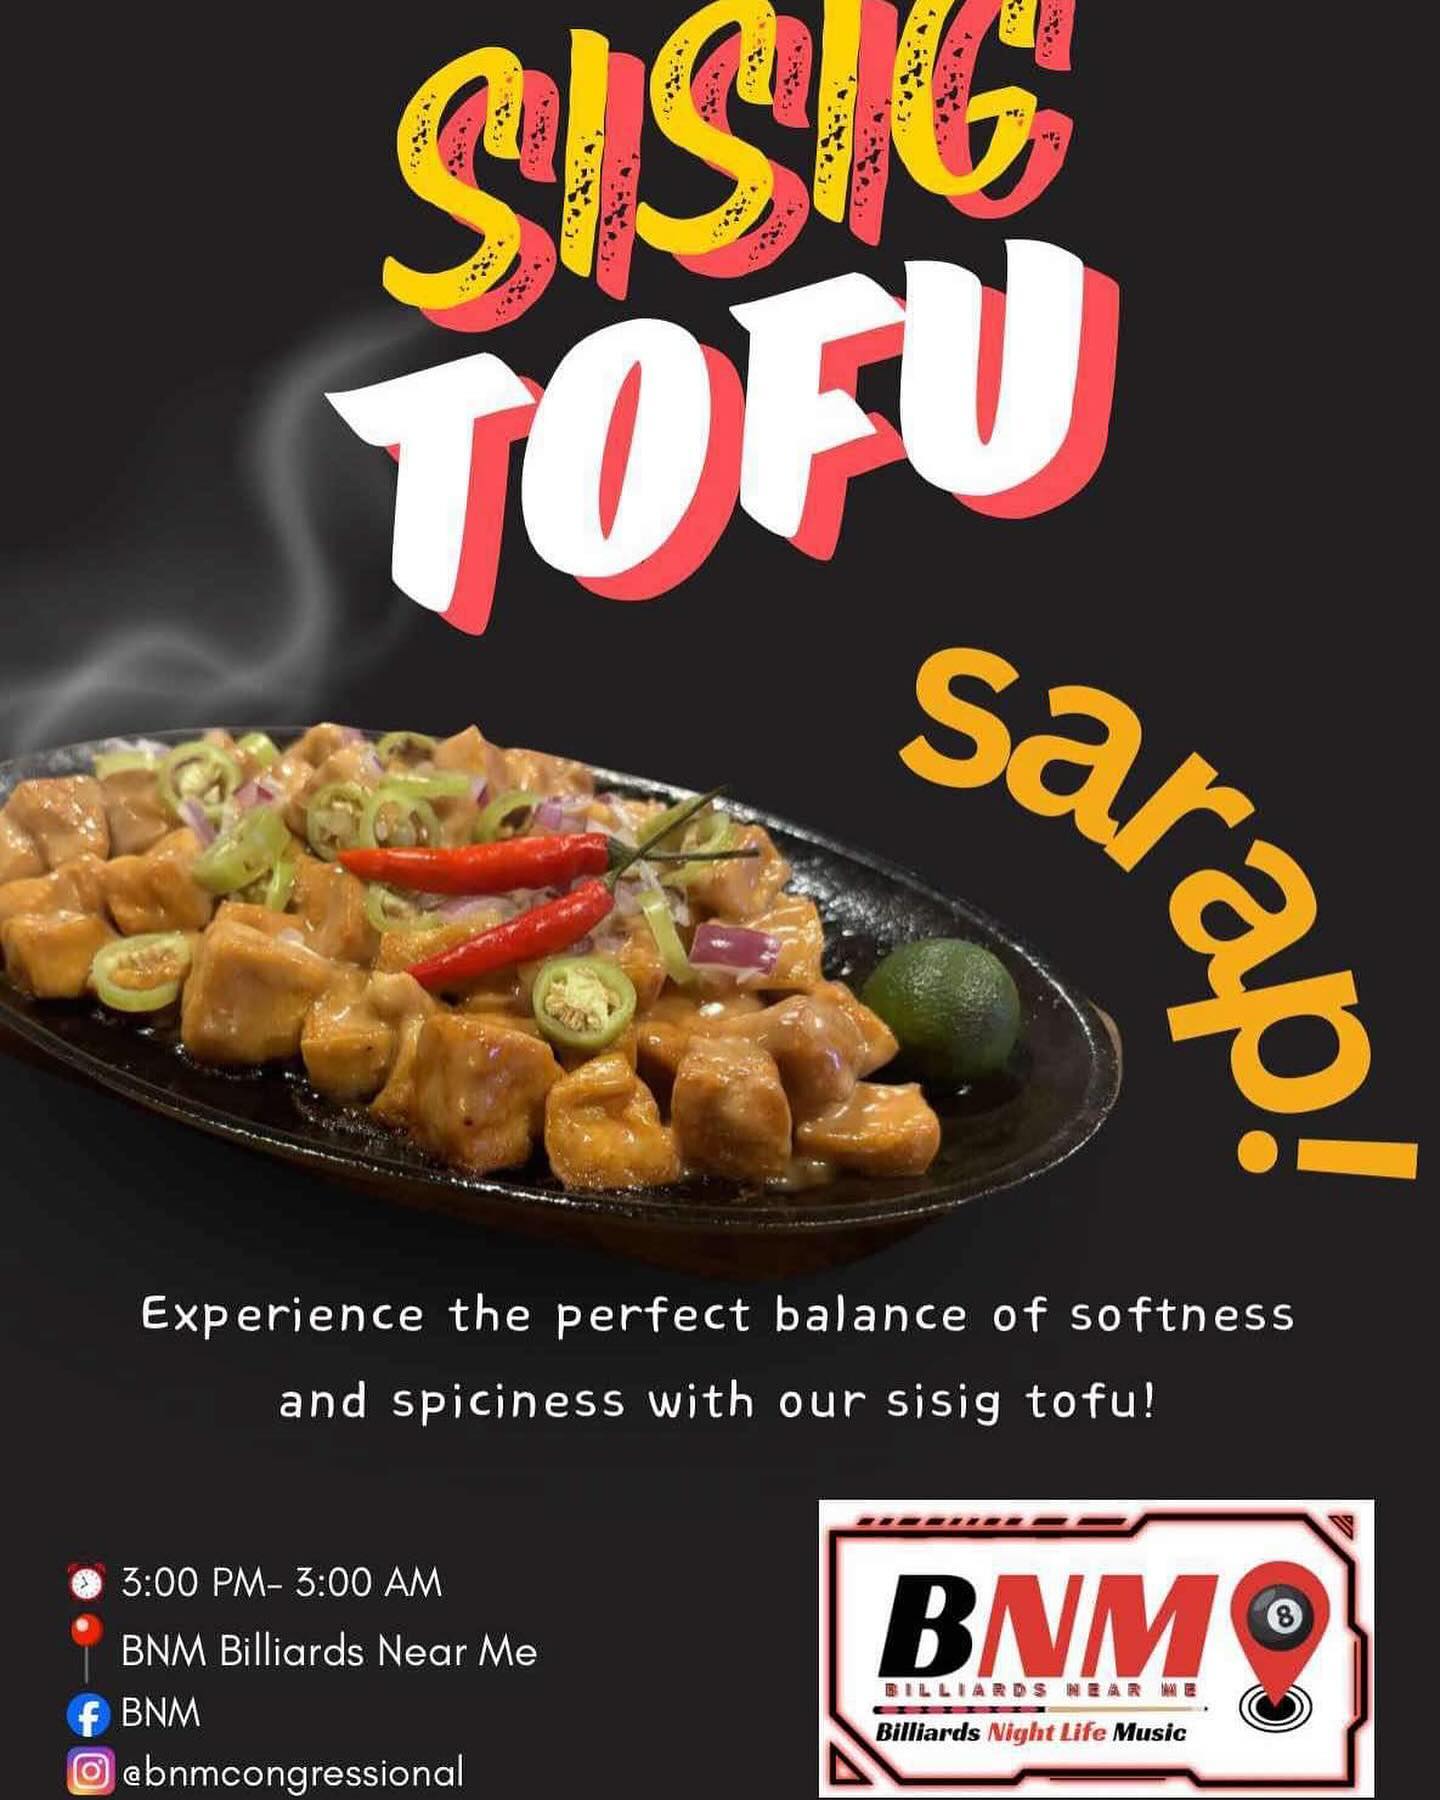 SISIG
TOFU
sarap!
Experience the perfect balance of softness
and spiciness with our sisig tofu!
3:00 PM- 3:00 AM
BNM Billiards Near Me
BNM
@bnmcongressional
BNM
8
BILLIARDS NEAR ME
Billiards Night Life Music